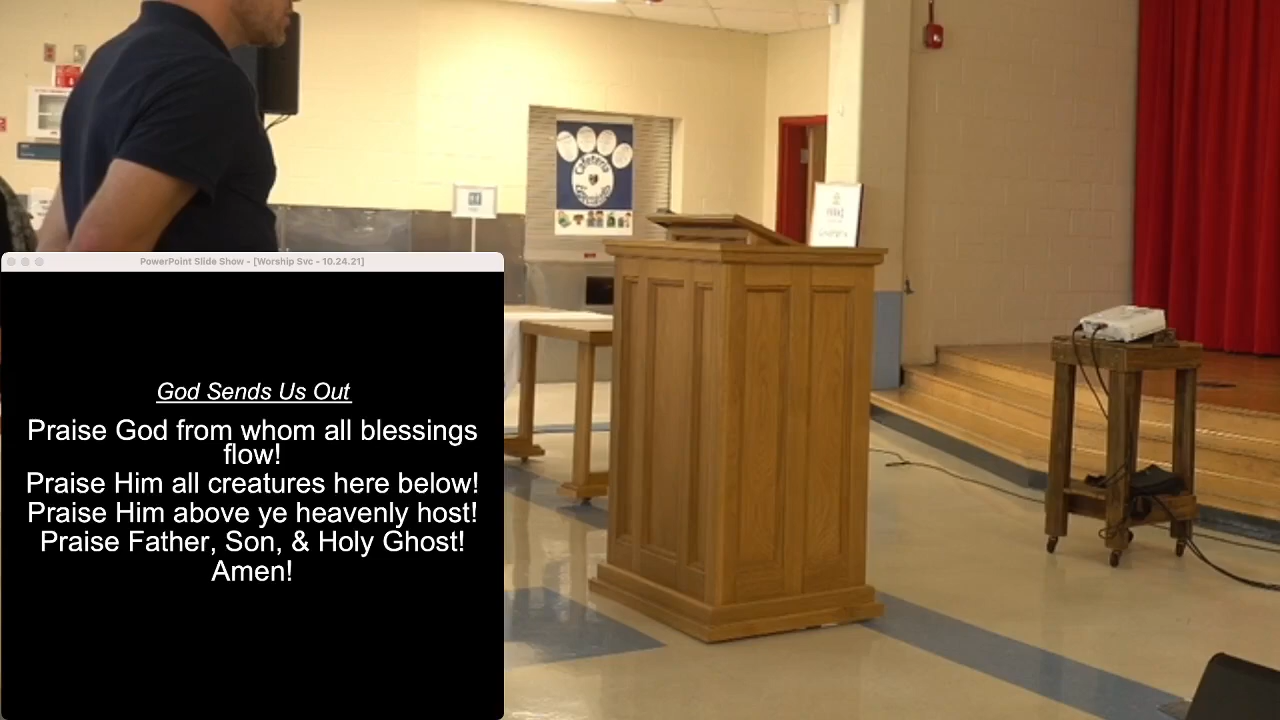 Cafeteria
PowerPoint Slide Show - [Worship Svc - 10.24.21]
God Sends Us Out
Praise God from whom all blessings
flow!
Praise Him all creatures here below!
Praise Him above ye heavenly host!
Praise Father, Son, & Holy Ghost!
Amen!